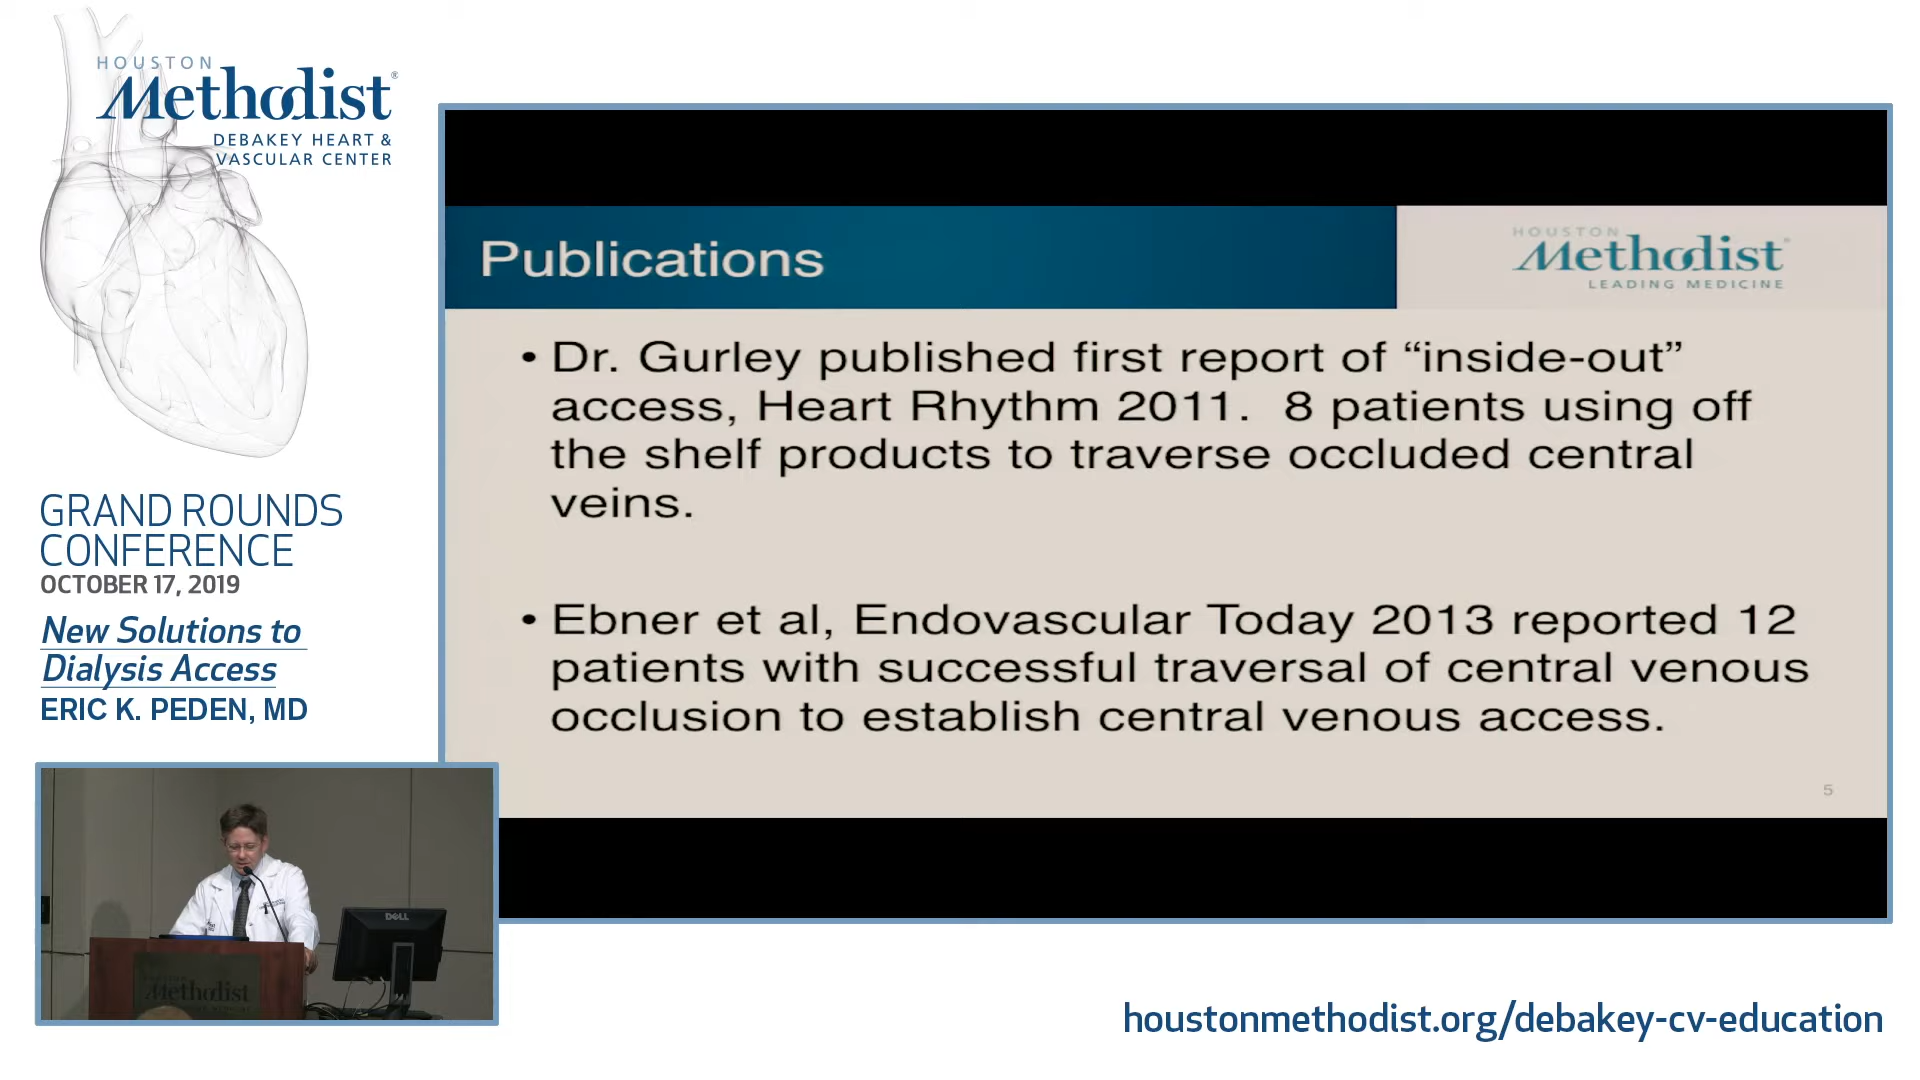 HOUSTON
Methodist®
DEBAKEY HEART &
VASCULAR CENTER
GRAND ROUNDS
CONFERENCE
OCTOBER 17, 2019
New Solutions to
Dialysis Access
ERIC K. PEDEN, MD
Publications
HOUSTON
Methodist®
LEADING MEDICINE
• Dr. Gurley published first report of “inside-out”
access, Heart Rhythm 2011. 8 patients using off
the shelf products to traverse occluded central
veins.
• Ebner et al, Endovascular Today 2013 reported 12
patients with successful traversal of central venous
occlusion to establish central venous access.
5
DELL
Methodist
houstonmethodist.org/debakey-cv-education